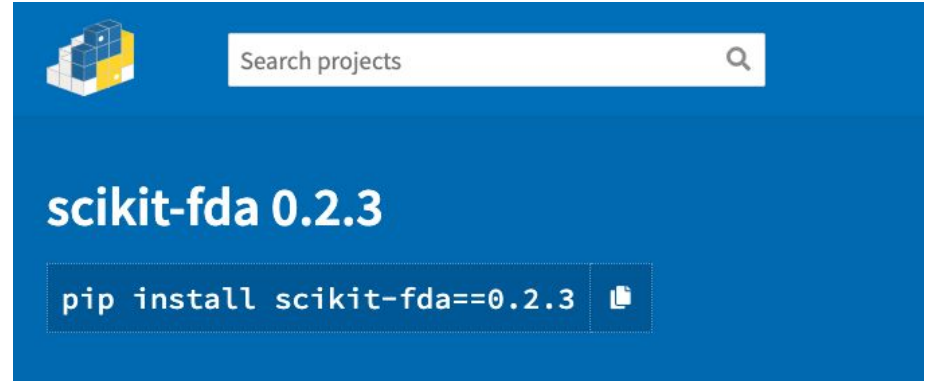 Search projects
scikit-fda 0.2.3
pip install scikit-fda==0.2.3